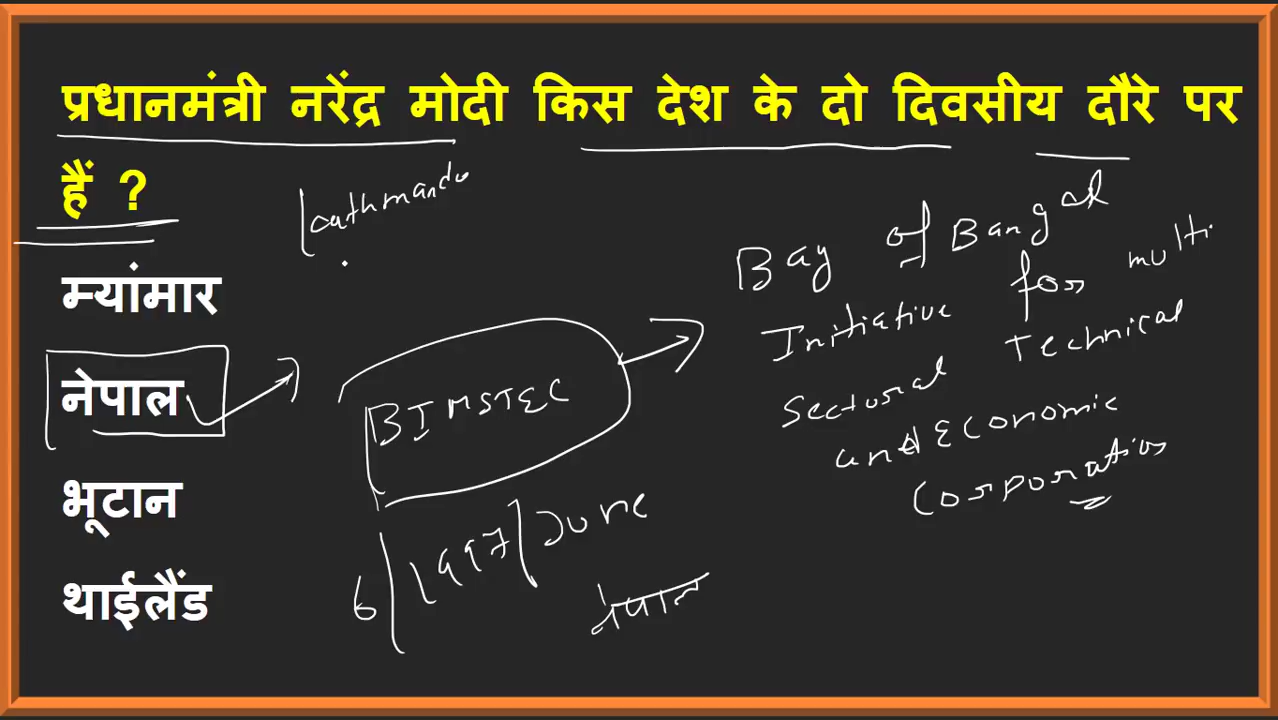 प्रधानमंत्री नरेंद्र मोदी किस देश के दो दिवसीय दौरे पर
हैं ?
cathmandu
म्यांमार
नेपाल
भूटान
थाईलैंड
BIMSTEC
6/1997/June
नेपाल
Bay of Bangal
Initiative for multi
Sectoral Technical
and Economic
Corporation